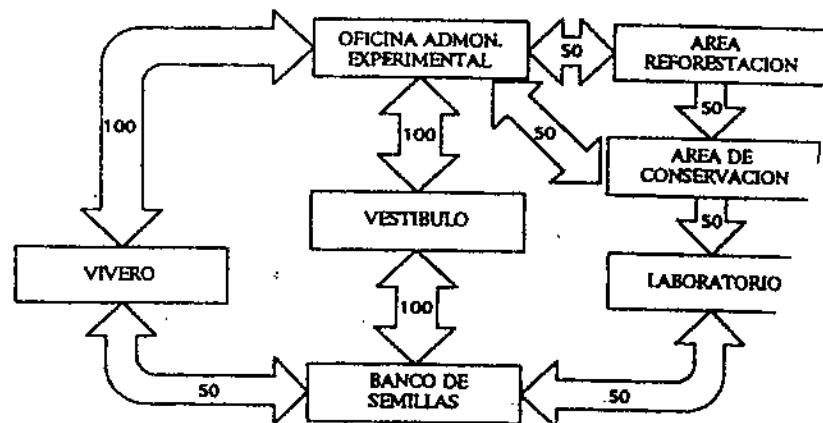 OFICINA ADMON.
EXPERIMENTAL
50
AREA
REFORESTACION
100
100
50
50
AREA DE
CONSERVACION
VESTIBULO
50
VIVERO
100
LABORATORIO
50
BANCO DE
SEMILLAS
50